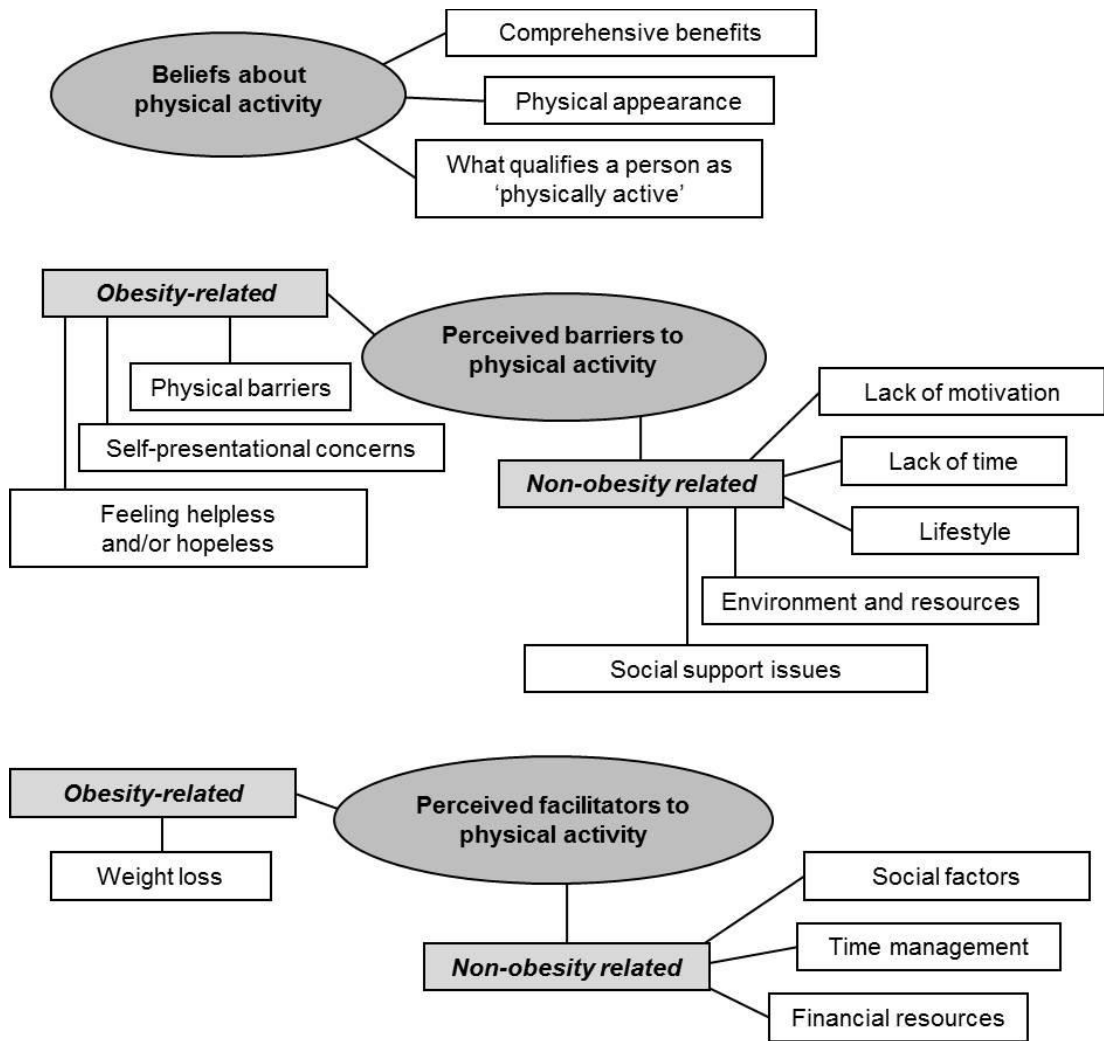 Comprehensive benefits
Beliefs about
physical activity
Physical appearance
What qualifies a person as
‘physically active’
Obesity-related
Perceived barriers to
physical activity
Physical barriers
Self-presentational concerns
Feeling helpless
and/or hopeless
Non-obesity related
Lack of motivation
Lack of time
Lifestyle
Environment and resources
Social support issues
Obesity-related
Perceived facilitators to
physical activity
Weight loss
Non-obesity related
Social factors
Time management
Financial resources